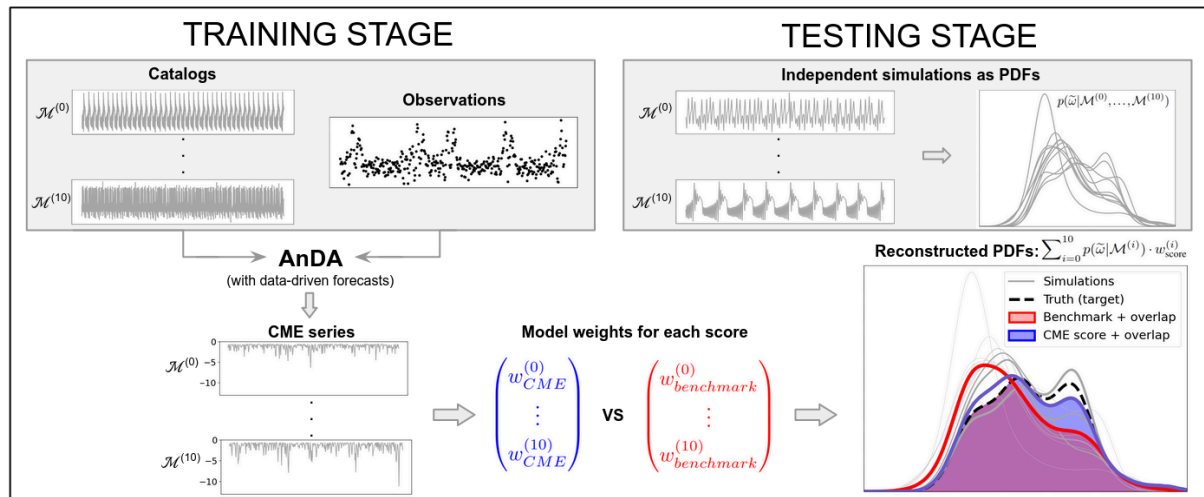 TRAINING STAGE
Catalogs
ℳ^(0)
ℳ^(10)
Observations
AnDA
(with data-driven forecasts)
CME series
ℳ^(0)
0
−5
−10
ℳ^(10)
0
−5
−10
Model weights for each score
w_CME^(0)
⋮
w_CME^(10)
VS
w_benchmark^(0)
⋮
w_benchmark^(10)
TESTING STAGE
Independent simulations as PDFs
ℳ^(0)
ℳ^(10)
p(ω̃|ℳ^(0), …, ℳ^(10))
Reconstructed PDFs: ∑_{i=0}^{10} p(ω̃|ℳ^(i)) · w_score^(i)
Simulations
Truth (target)
Benchmark + overlap
CME score + overlap